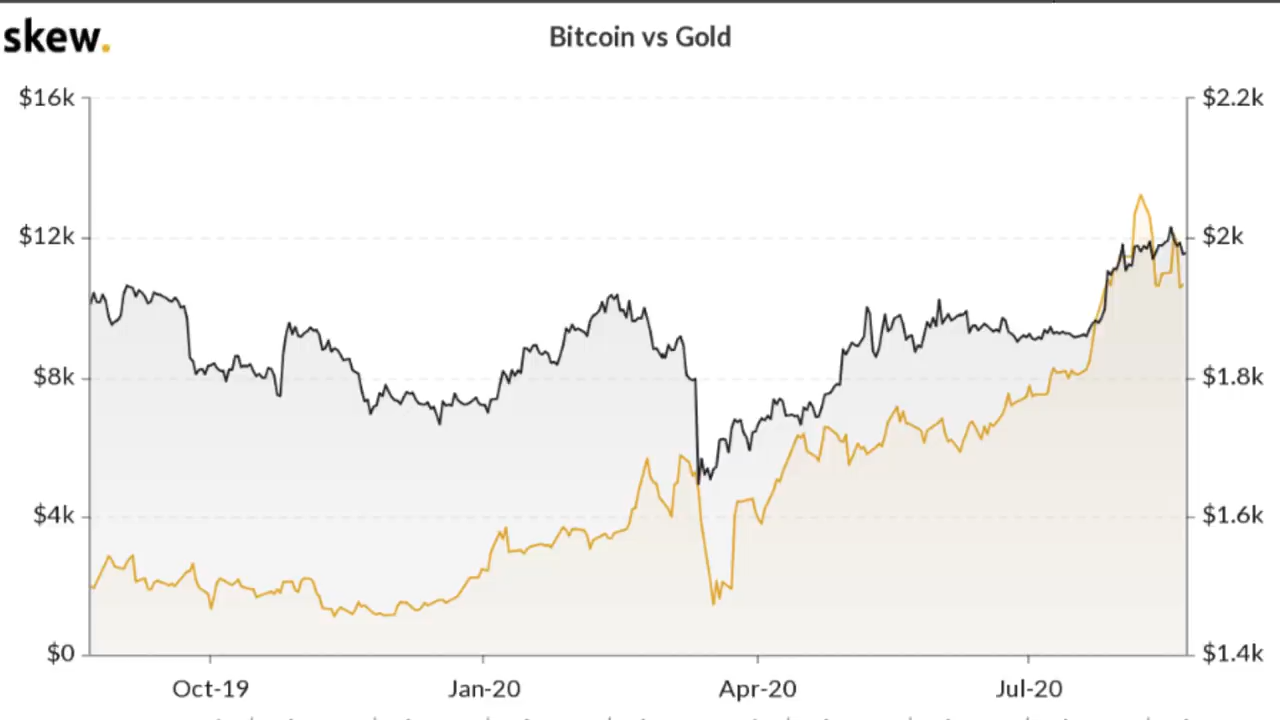 skew.
Bitcoin vs Gold
$16k
$12k
$8k
$4k
$0
$2.2k
$2k
$1.8k
$1.6k
$1.4k
Oct-19
Jan-20
Apr-20
Jul-20